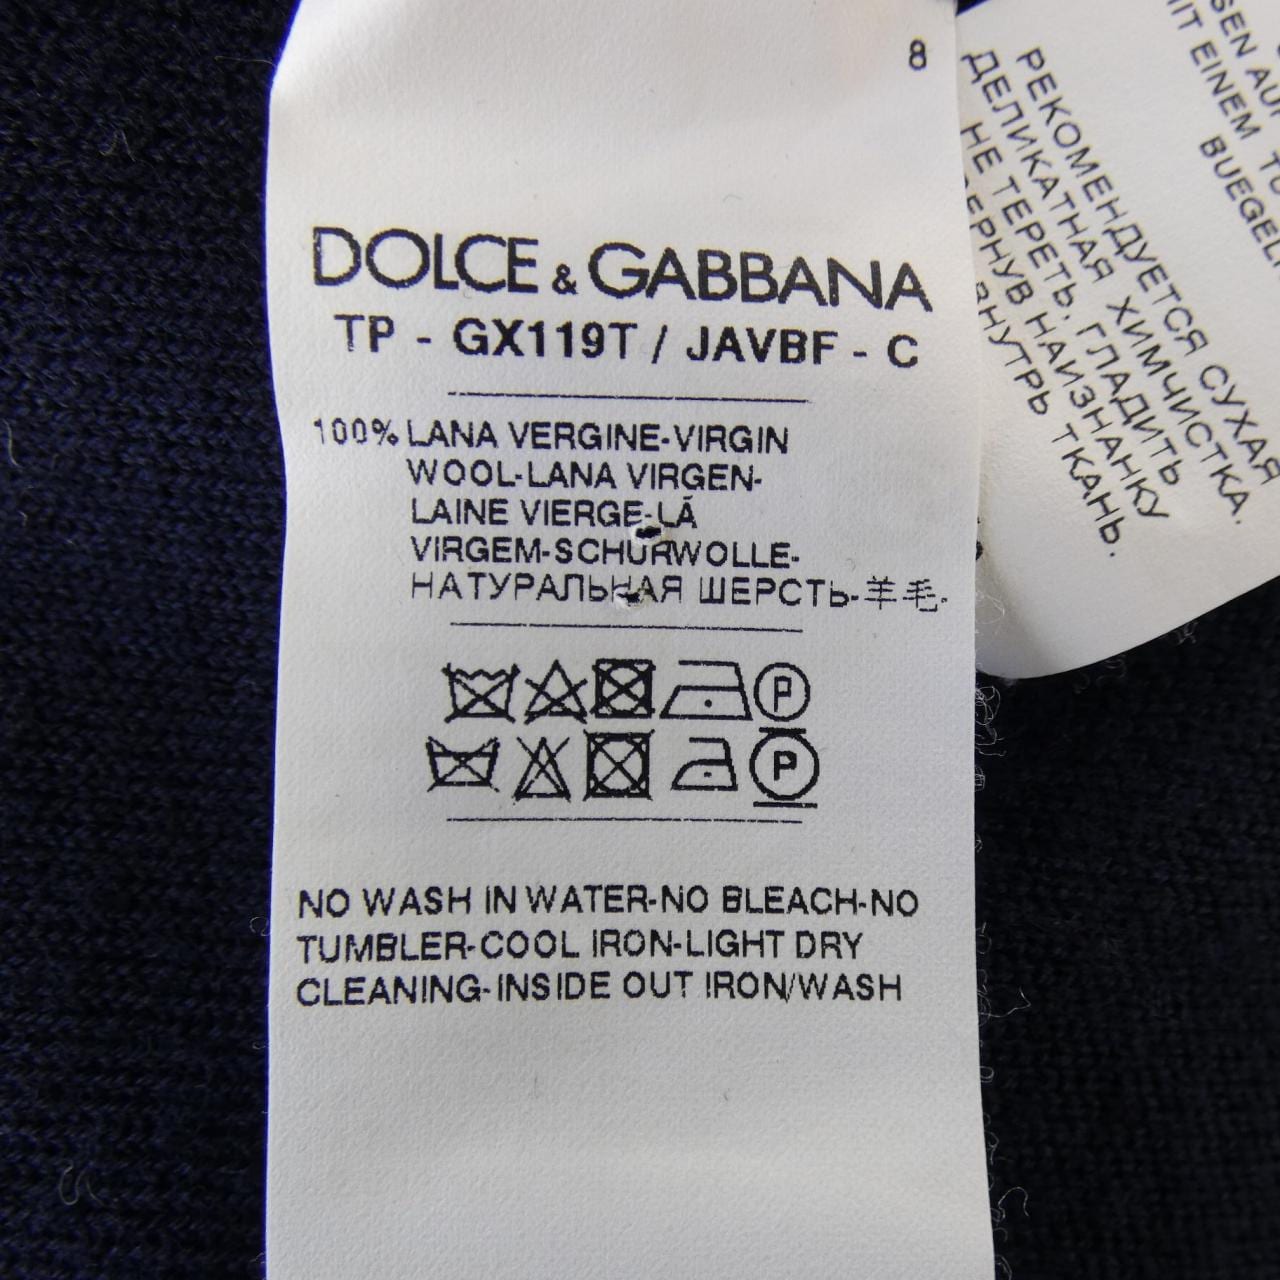 8
DOLCE & GABBANA
TP - GX119T / JAVBF - C
100% LANA VERGINE-VIRGIN
WOOL-LANA VIRGEN-
LAINE VIERGE-LÃ
VIRGEM-SCHURWOLLE-
НАТУРАЛЬНАЯ ШЕРСТЬ-羊毛.
P
P
NO WASH IN WATER-NO BLEACH-NO
TUMBLER-COOL IRON-LIGHT DRY
CLEANING-INSIDE OUT IRON/WASH
EINEM
РЕКОМЕНДУЕТСЯ СУХАЯ
ДЕЛИКАТНАЯ ХИМЧИСТКА.
НЕ ТЕРЕТЬ. ГЛАДИТЬ
НАИЗНАНКУ
ТКАНЬ.